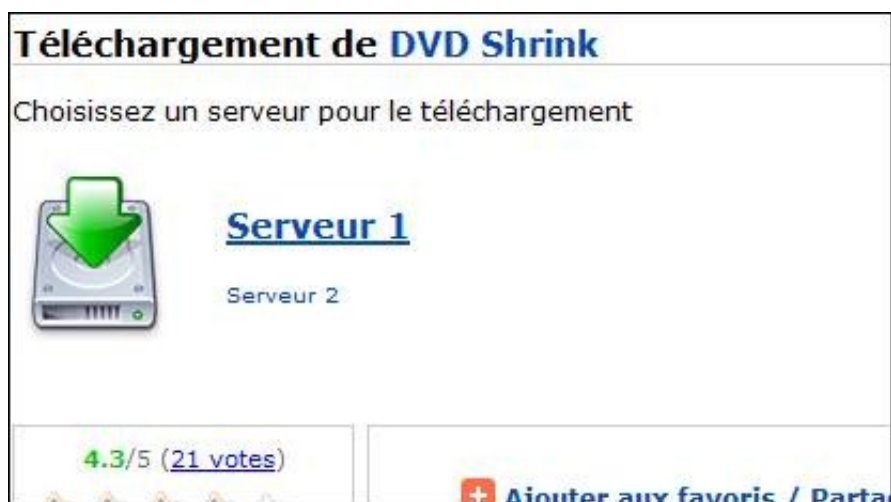 Téléchargement de DVD Shrink
Choisissez un serveur pour le téléchargement
Serveur 1
Serveur 2
4.3/5 (21 votes)
Ajouter aux favoris /